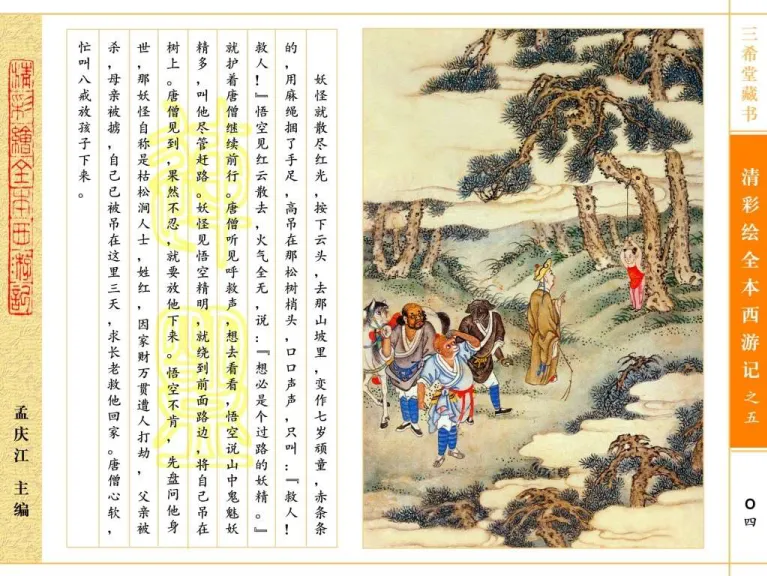 三希堂藏书
清彩绘全本西游记之五
〇四
妖怪就散尽红光，按下云头，去那山坡里，变作七岁顽童，赤条条
的，用麻绳捆了手足，高吊在那松树梢头，口口声声，只叫：『救人！
救人！』悟空见红云散去，火气全无，说：『想必是个过路的妖精。』
就护着唐僧继续前行。唐僧听见呼救声，想去看看，悟空说山中鬼魅妖
精多，叫他尽管赶路。妖怪见悟空精明，就绕到前面路边，将自己吊在
树上。唐僧见到，果然不忍，就要放他下来。悟空不肯，先盘问他身
世，那妖怪自称是枯松涧人士，姓红，因家财万贯遭人打劫，父亲被
杀，母亲被掳，自己已被吊在这里三天，求长老救他回家。唐僧心软，
忙叫八戒放孩子下来。
清彩繪全本西游記
孟庆江 主编